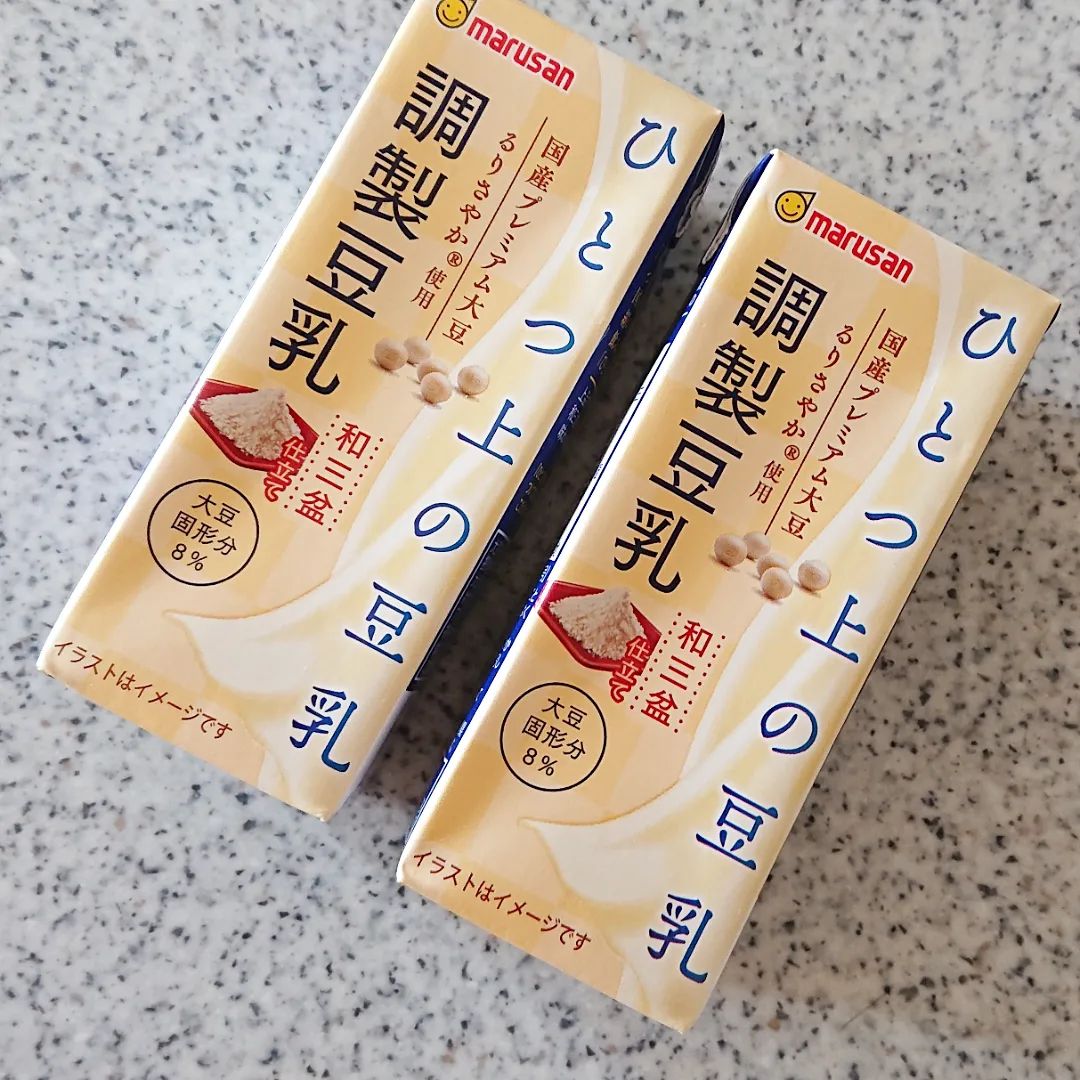 marusan
ひとつ上の豆乳
国産プレミアム大豆
るりさやか®使用
調製豆乳
和三盆
仕立て
大豆
固形分
8%
イラストはイメージです
marusan
ひとつ上の豆乳
国産プレミアム大豆
るりさやか®使用
調製豆乳
和三盆
仕立て
大豆
固形分
8%
イラストはイメージです